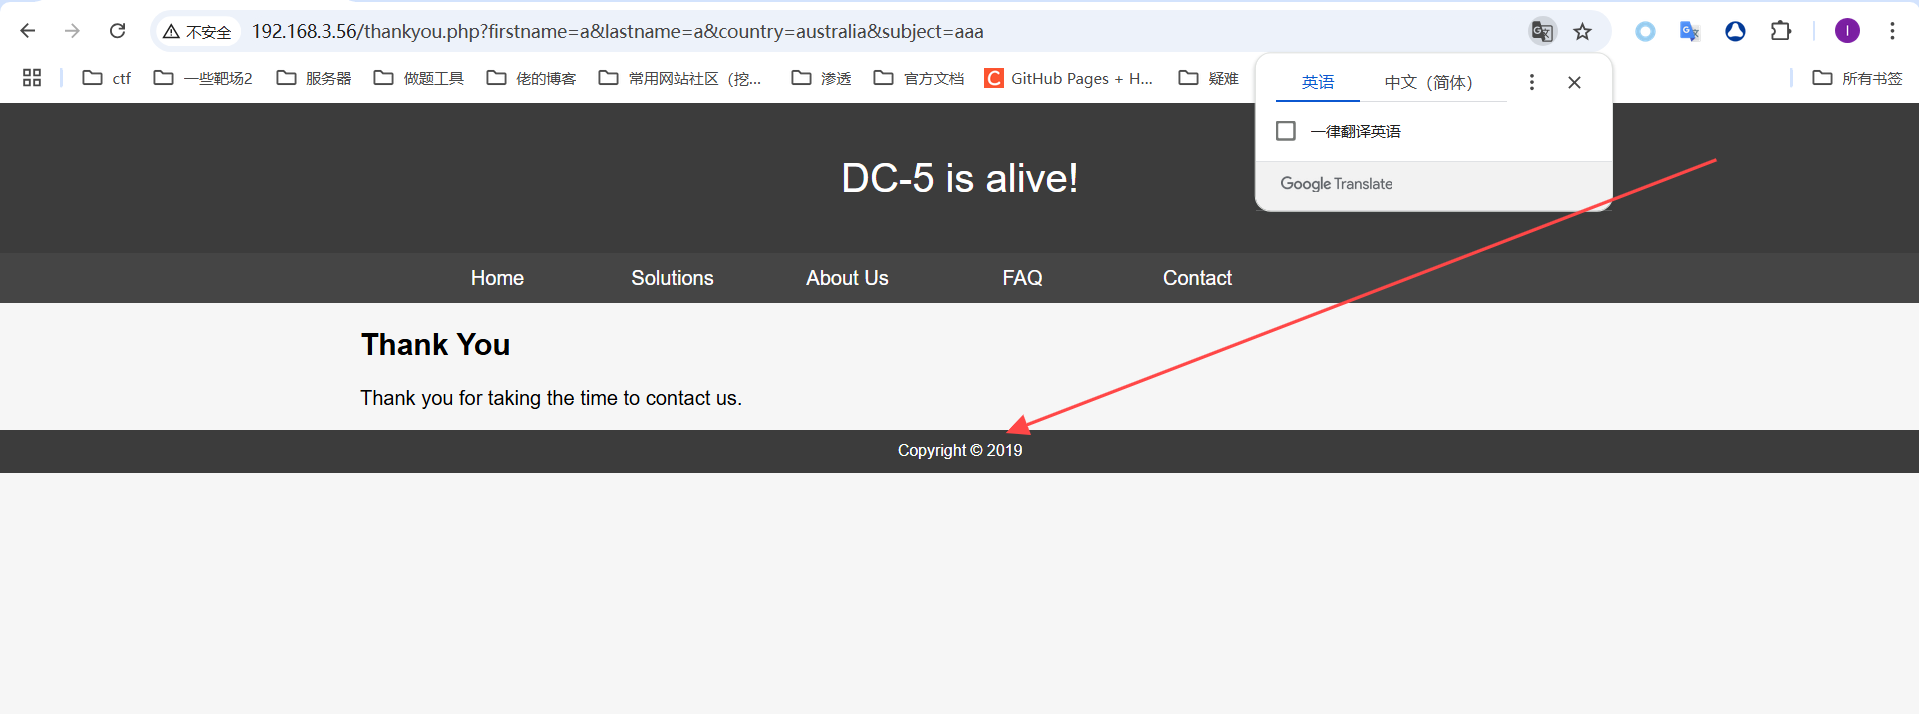 不安全 192.168.3.56/thankyou.php?firstname=a&lastname=a&country=australia&subject=aaa
ctf 一些靶场2 服务器 做题工具 佬的博客 常用网站社区（挖... 渗透 官方文档 GitHub Pages + H... 疑难 所有书签
英语 中文（简体）
一律翻译英语
Google Translate
DC-5 is alive!
Home Solutions About Us FAQ Contact
Thank You
Thank you for taking the time to contact us.
Copyright © 2019